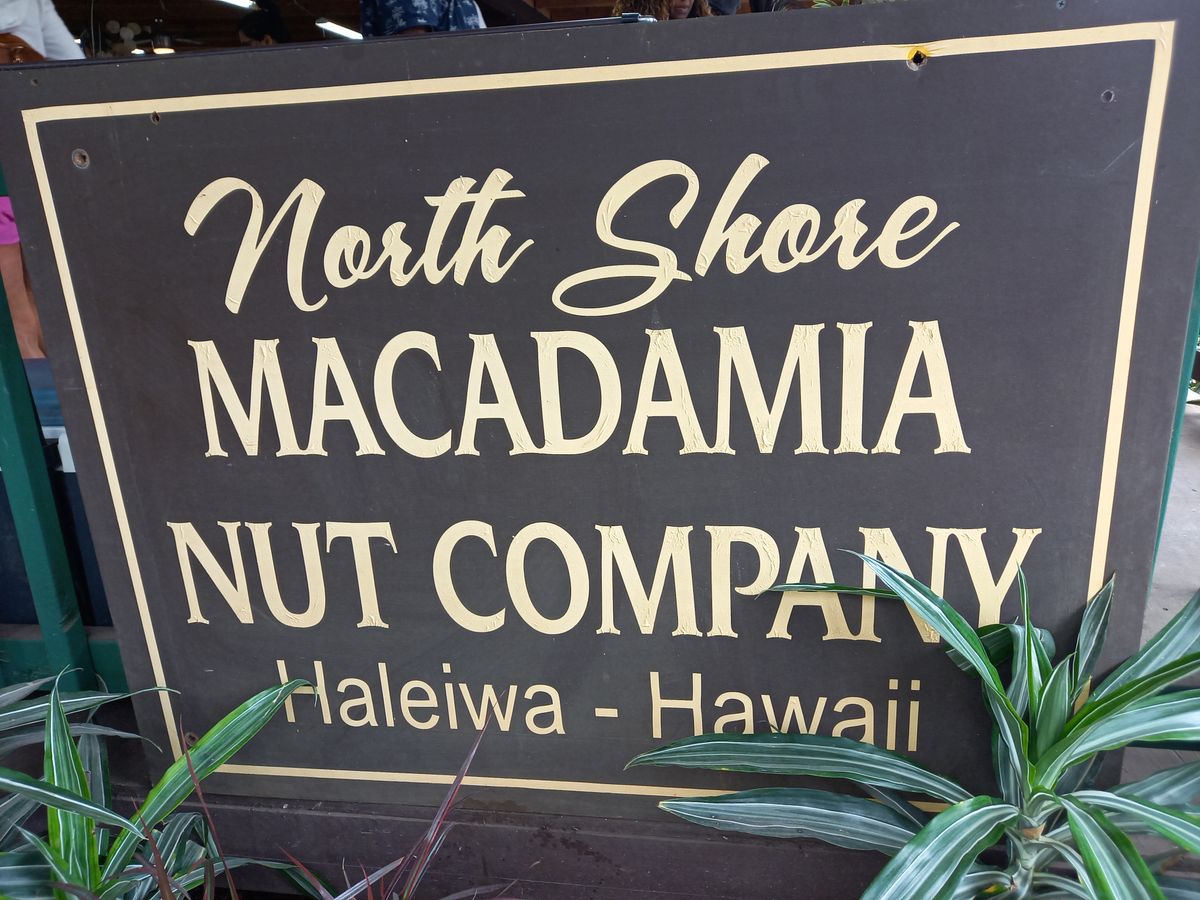 North Shore
MACADAMIA
NUT COMPANY
Haleiwa - Hawaii